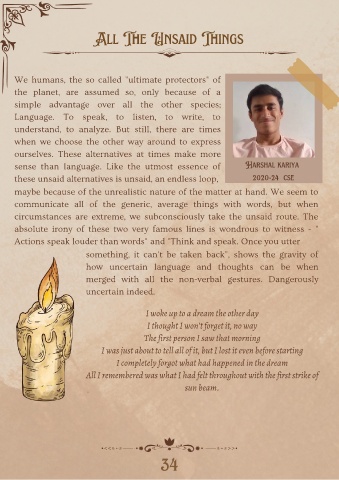 ALL THE UNSAID THINGS
We humans, the so called "ultimate protectors" of
the planet, are assumed so, only because of a
simple advantage over all the other species;
Language. To speak, to listen, to write, to
understand, to analyze. But still, there are times
when we choose the other way around to express
ourselves. These alternatives at times make more
sense than language. Like the utmost essence of
these unsaid alternatives is unsaid, an endless loop,
HARSHAL KARIYA
2020-24 CSE
maybe because of the unrealistic nature of the matter at hand. We seem to
communicate all of the generic, average things with words, but when
circumstances are extreme, we subconsciously take the unsaid route. The
absolute irony of these two very famous lines is wondrous to witness - "
Actions speak louder than words" and "Think and speak. Once you utter
something, it can't be taken back", shows the gravity of
how uncertain language and thoughts can be when
merged with all the non-verbal gestures. Dangerously
uncertain indeed.
I woke up to a dream the other day
I thought I won't forget it, no way
The first person I saw that morning
I was just about to tell all of it, but I lost it even before starting
I completely forgot what had happened in the dream
All I remembered was what I had felt throughout with the first strike of
sun beam.
34